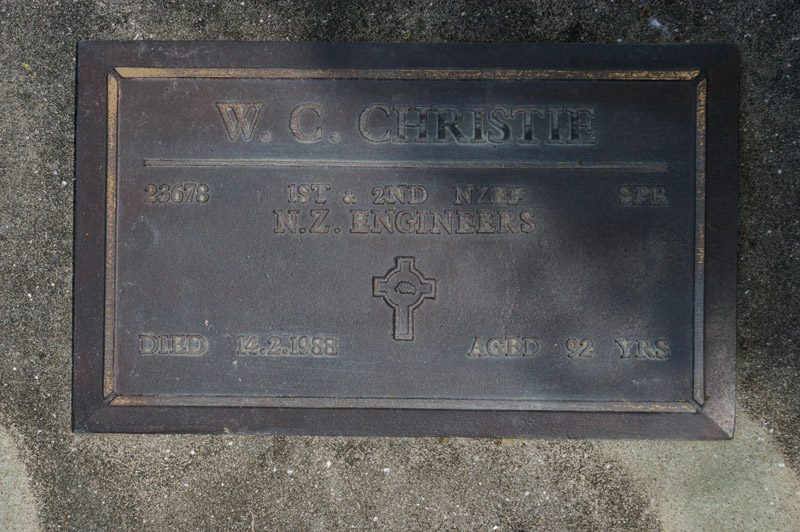 W. C. CHRISTIE
23678 1ST & 2ND NZEF SPR
N.Z. ENGINEERS
DIED 14.2.1988 AGED 92 YRS